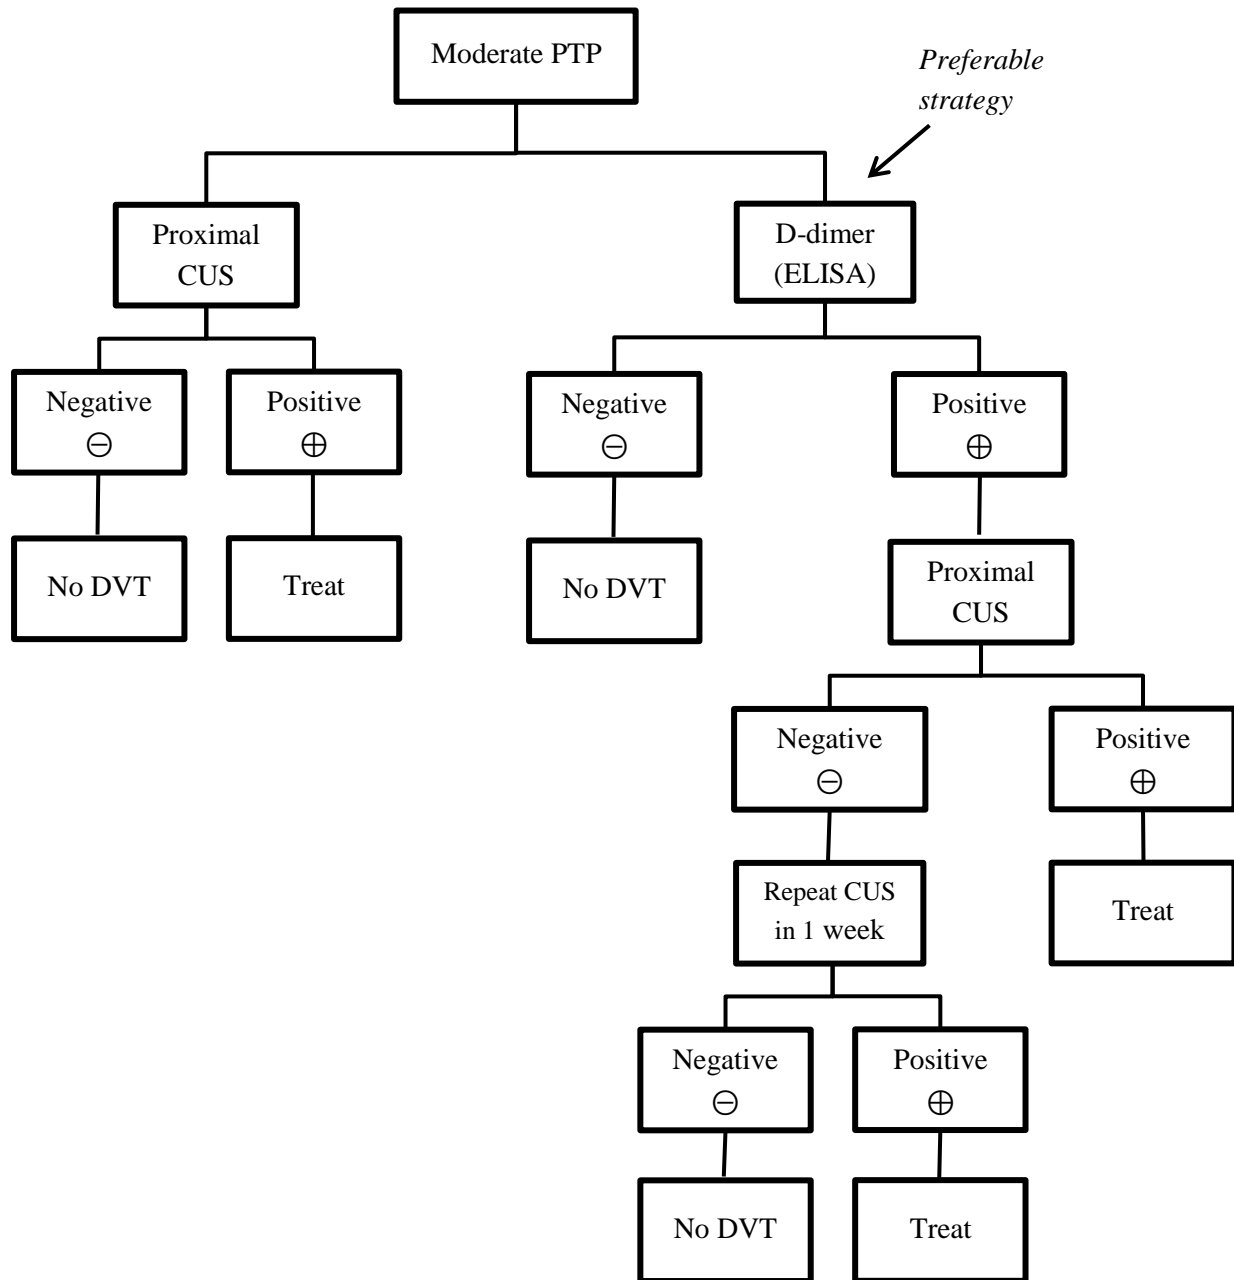 Moderate PTP
Preferable
strategy
Proximal
CUS
D-dimer
(ELISA)
Negative
⊖
Positive
⊕
Negative
⊖
Positive
⊕
No DVT
Treat
No DVT
Proximal
CUS
Negative
⊖
Positive
⊕
Repeat CUS
in 1 week
Treat
Negative
⊖
Positive
⊕
No DVT
Treat